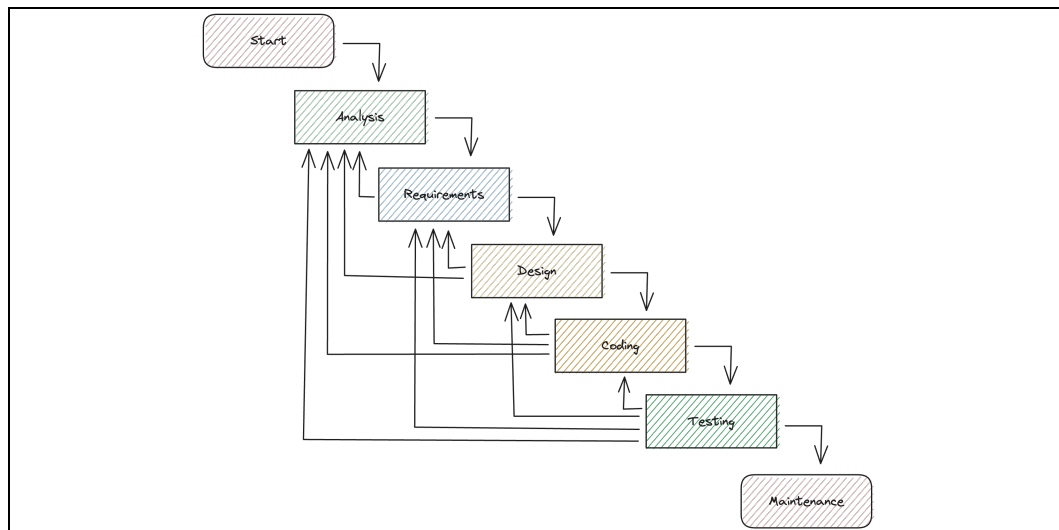 Start
Analysis
Requirements
Design
Coding
Testing
Maintenance